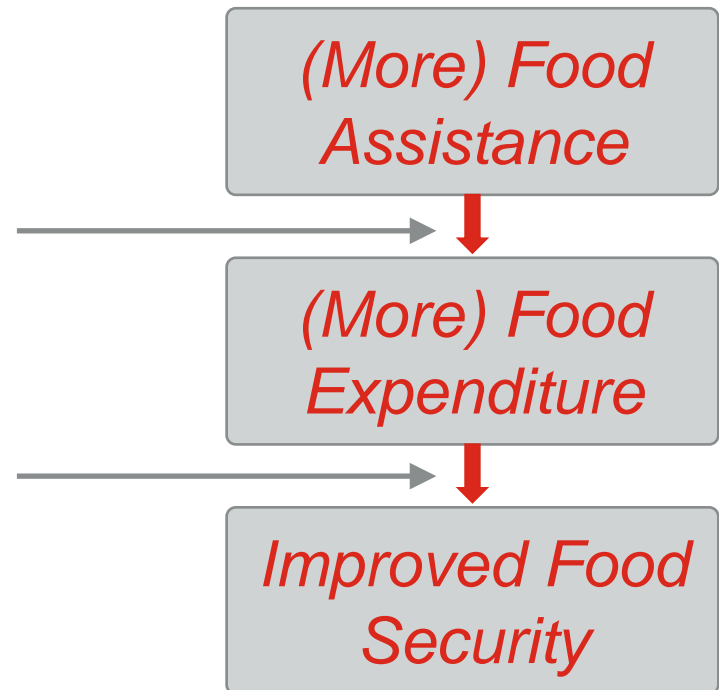 (More) Food
Assistance
(More) Food
Expenditure
Improved Food
Security